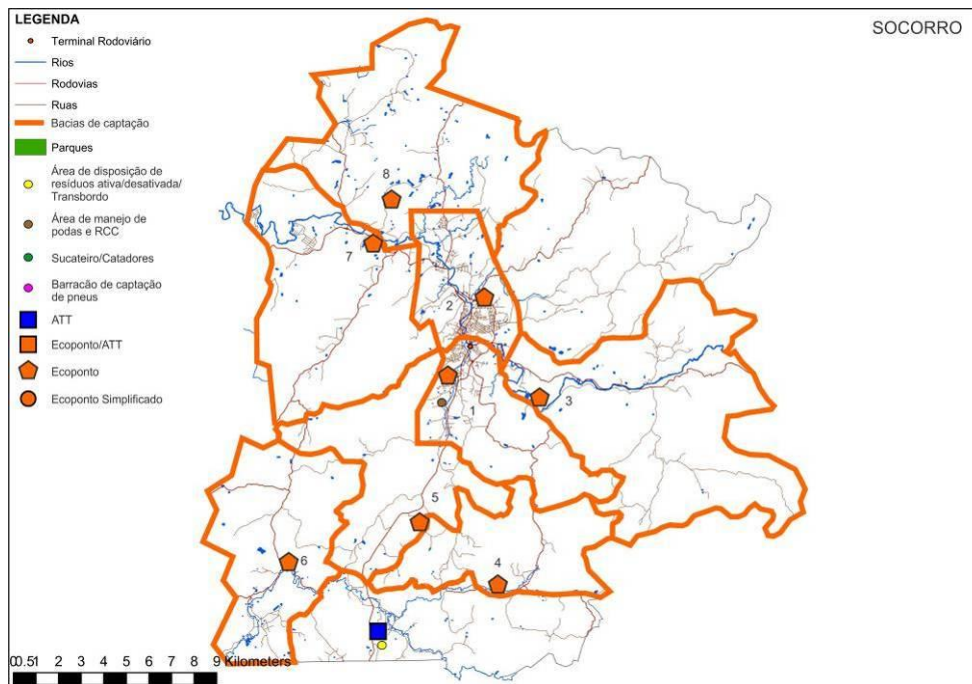 LEGENDA
Terminal Rodoviário
Rios
Rodovias
Ruas
Bacias de captação
Parques
Área de disposição de
resíduos ativa/desativada/
Transbordo
Área de manejo de
podas e RCC
Sucateiro/Catadores
Barracão de captação
de pneus
ATT
Ecoponto/ATT
Ecoponto
Ecoponto Simplificado
SOCORRO
8
7
2
1
3
5
6
4
0 0.5 1 2 3 4 5 6 7 8 9 Kilometers